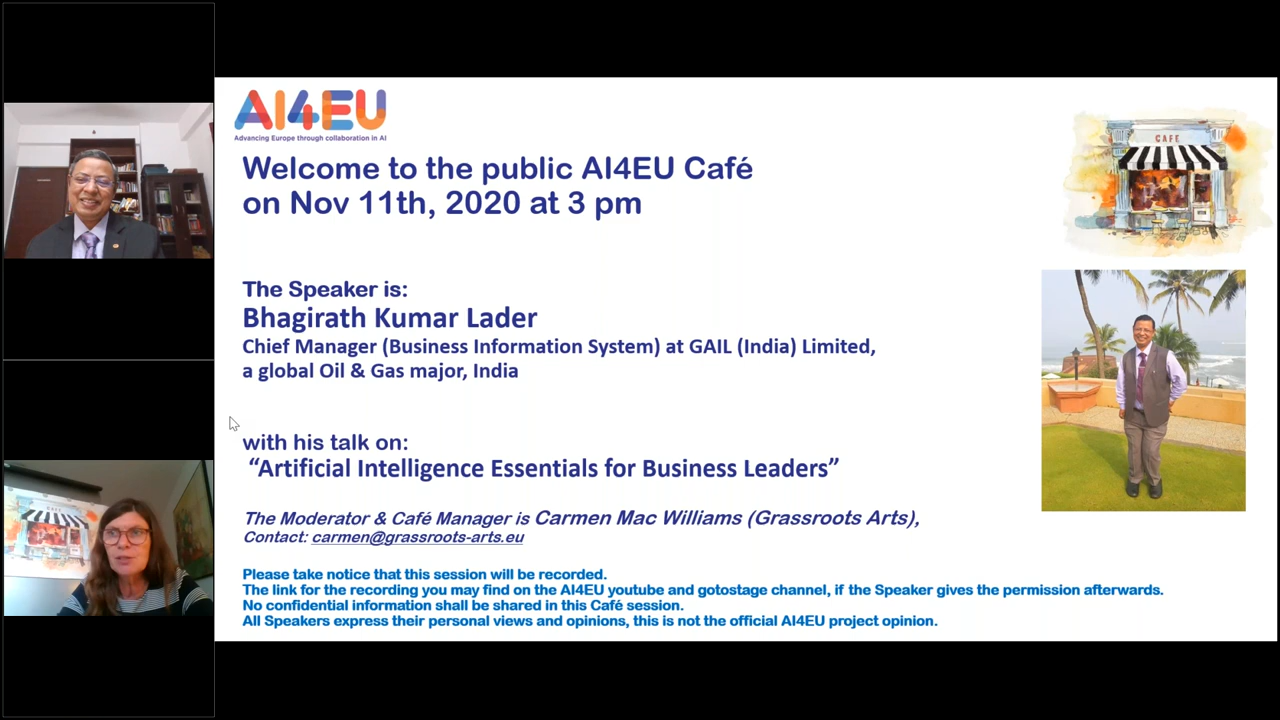 AI4EU
Advancing Europe through collaboration in AI
Welcome to the public AI4EU Café
on Nov 11th, 2020 at 3 pm
CAFE
The Speaker is:
Bhagirath Kumar Lader
Chief Manager (Business Information System) at GAIL (India) Limited,
a global Oil & Gas major, India
with his talk on:
“Artificial Intelligence Essentials for Business Leaders”
The Moderator & Café Manager is Carmen Mac Williams (Grassroots Arts),
Contact: carmen@grassroots-arts.eu
Please take notice that this session will be recorded.
The link for the recording you may find on the AI4EU youtube and gotostage channel, if the Speaker gives the permission afterwards.
No confidential information shall be shared in this Café session.
All Speakers express their personal views and opinions, this is not the official AI4EU project opinion.